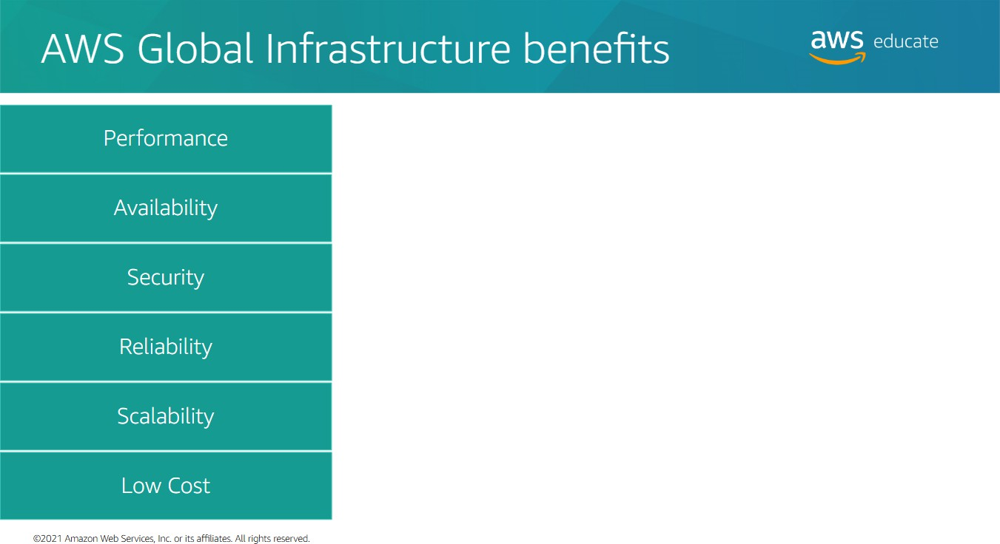 AWS Global Infrastructure benefits
aws educate
Performance
Availability
Security
Reliability
Scalability
Low Cost
©2021 Amazon Web Services, Inc. or its affiliates. All rights reserved.